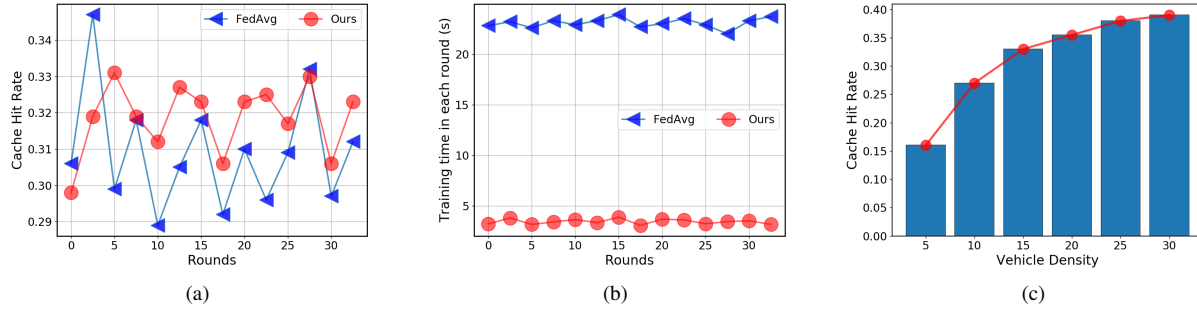 FedAvg Ours
0.34
0.33
0.32
0.31
0.30
0.29
Cache Hit Rate
0 5 10 15 20 25 30
Rounds
(a)
20
15
10
5
Training time in each round (s)
FedAvg Ours
0 5 10 15 20 25 30
Rounds
(b)
0.40
0.35
0.30
0.25
0.20
0.15
0.10
0.05
0.00
Cache Hit Rate
5 10 15 20 25 30
Vehicle Density
(c)